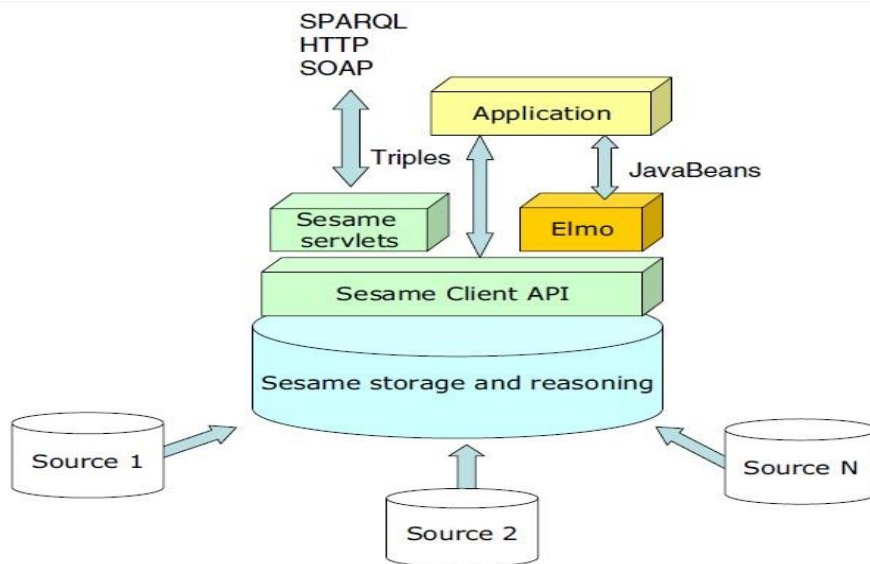 SPARQL
HTTP
SOAP
Application
Triples
JavaBeans
Sesame
servlets
Elmo
Sesame Client API
Sesame storage and reasoning
Source 1
Source 2
Source N